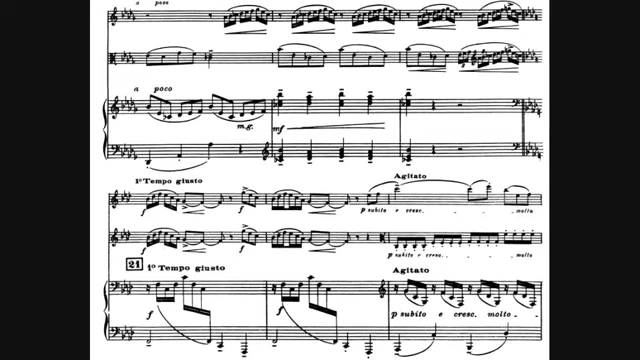 a poco
a poco
m.g.
mf
1º Tempo giusto
Agitato
f
f
p subito e cresc.
molto
f
f
p subito e cresc.
molto
21
1º Tempo giusto
Agitato
f
f
p subito e cresc. molto